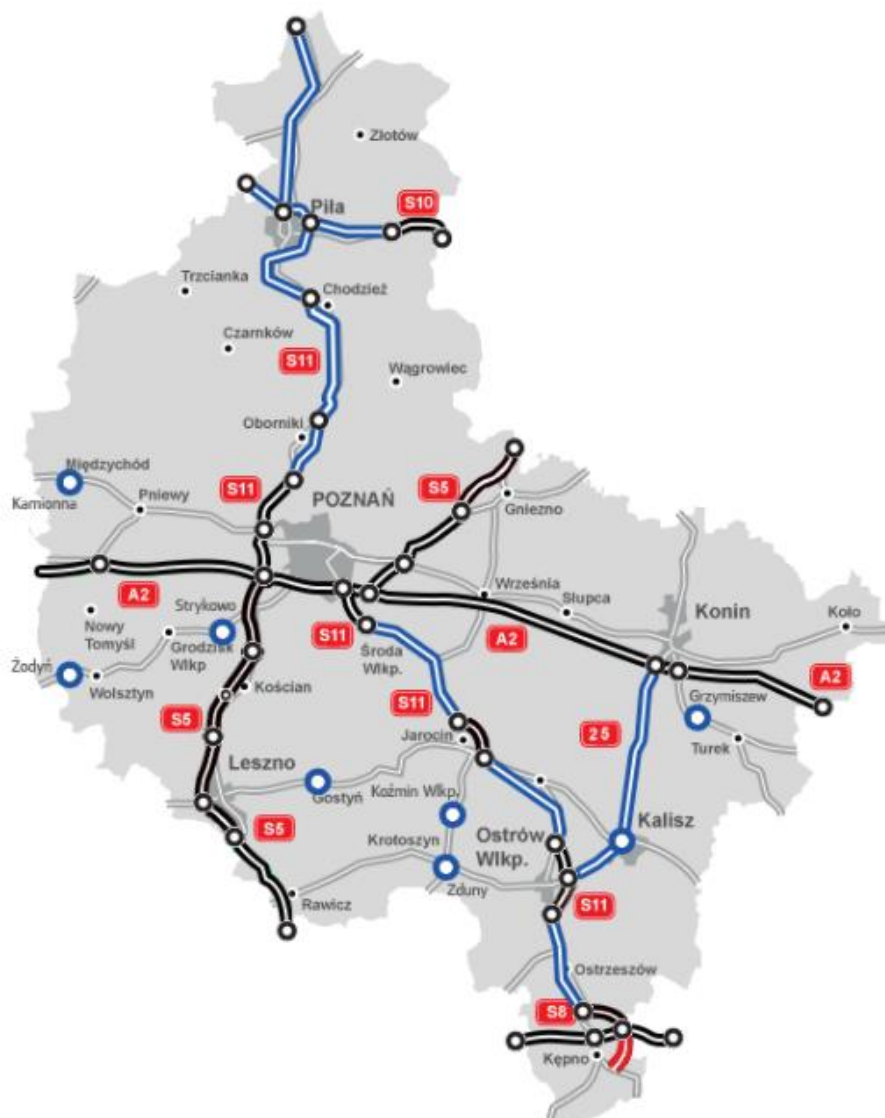 Złotów
S10
Piła
Trzcianka
Chodzież
Czarnków
S11
Wągrowiec
Oborniki
Międzychód
S11
S5
Kamionna
Pniewy
POZNAŃ
Gniezno
A2
Strykowo
Września
Słupca
Konin
Koło
Nowy
Tomyśl
Grodzisk
Wlkp
S11
Środa
Wlkp.
A2
Żodyń
Wolsztyn
Kościan
A2
Grzymiszew
S5
S11
25
Turek
Jarocin
Leszno
Gostyń
Koźmin Wlkp.
S5
Krotoszyn
Ostrów
Wlkp.
Kalisz
Zduny
Rawicz
S11
Ostrzeszów
S8
Kępno